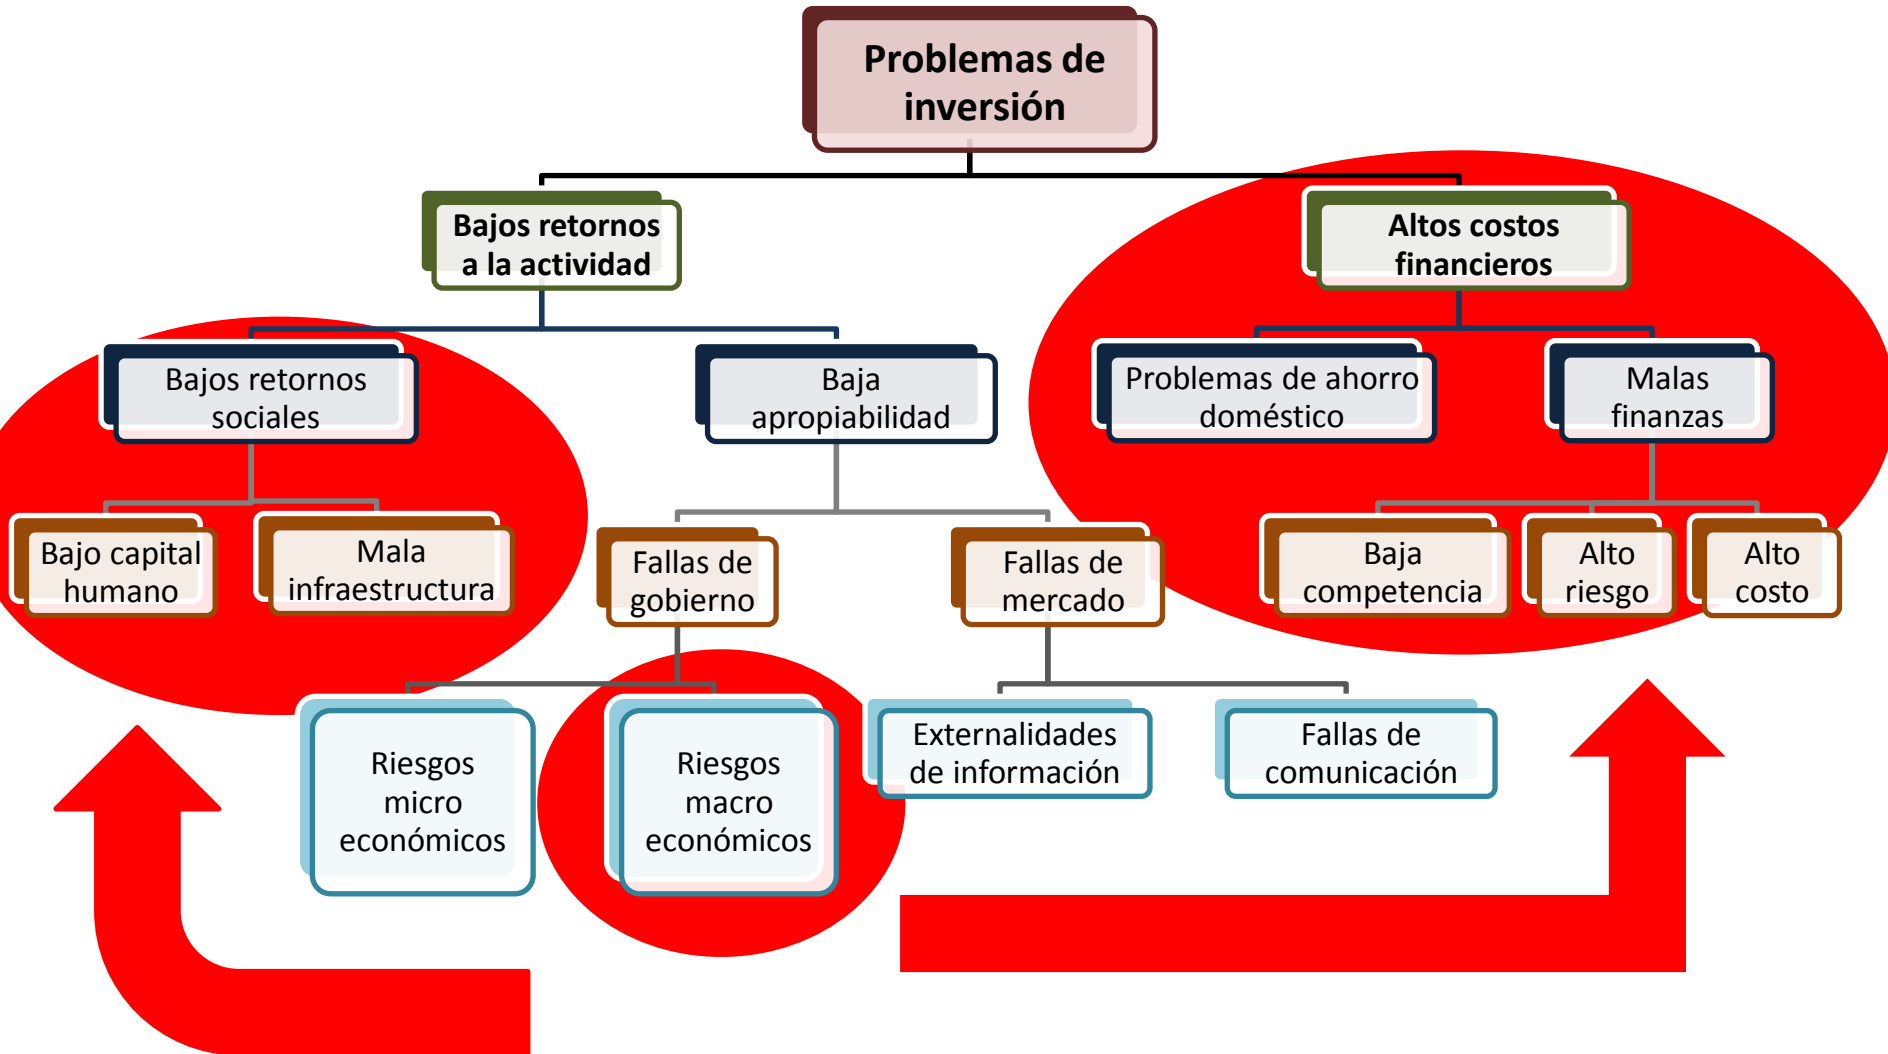 Problemas de
inversión
Bajos retornos
a la actividad
Altos costos
financieros
Bajos retornos
sociales
Baja
apropiabilidad
Problemas de ahorro
doméstico
Malas
finanzas
Bajo capital
humano
Mala
infraestructura
Fallas de
gobierno
Fallas de
mercado
Baja
competencia
Alto
riesgo
Alto
costo
Riesgos
micro
económicos
Riesgos
macro
económicos
Externalidades
de información
Fallas de
comunicación